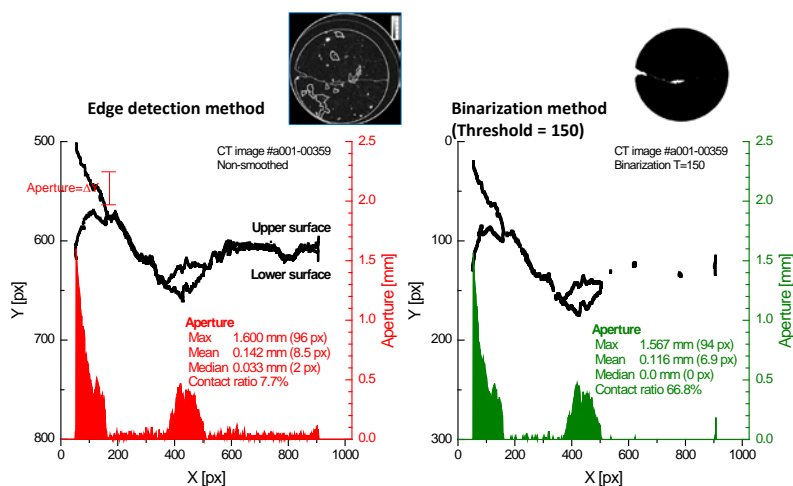 Edge detection method
Binarization method
(Threshold = 150)
CT image #a001-00359
Non-smoothed
Aperture=ΔY
Upper surface
Lower surface
Aperture
Max 1.600 mm (96 px)
Mean 0.142 mm (8.5 px)
Median 0.033 mm (2 px)
Contact ratio 7.7%
500
600
700
800
Y [px]
0 200 400 600 800 1000
X [px]
2.5
2.0
1.5
1.0
0.5
0.0
Aperture [mm]
CT image #a001-00359
Binarization T=150
Aperture
Max 1.567 mm (94 px)
Mean 0.116 mm (6.9 px)
Median 0.0 mm (0 px)
Contact ratio 66.8%
0
100
200
300
Y [px]
0 200 400 600 800 1000
X [px]
2.5
2.0
1.5
1.0
0.5
0.0
Aperture [mm]